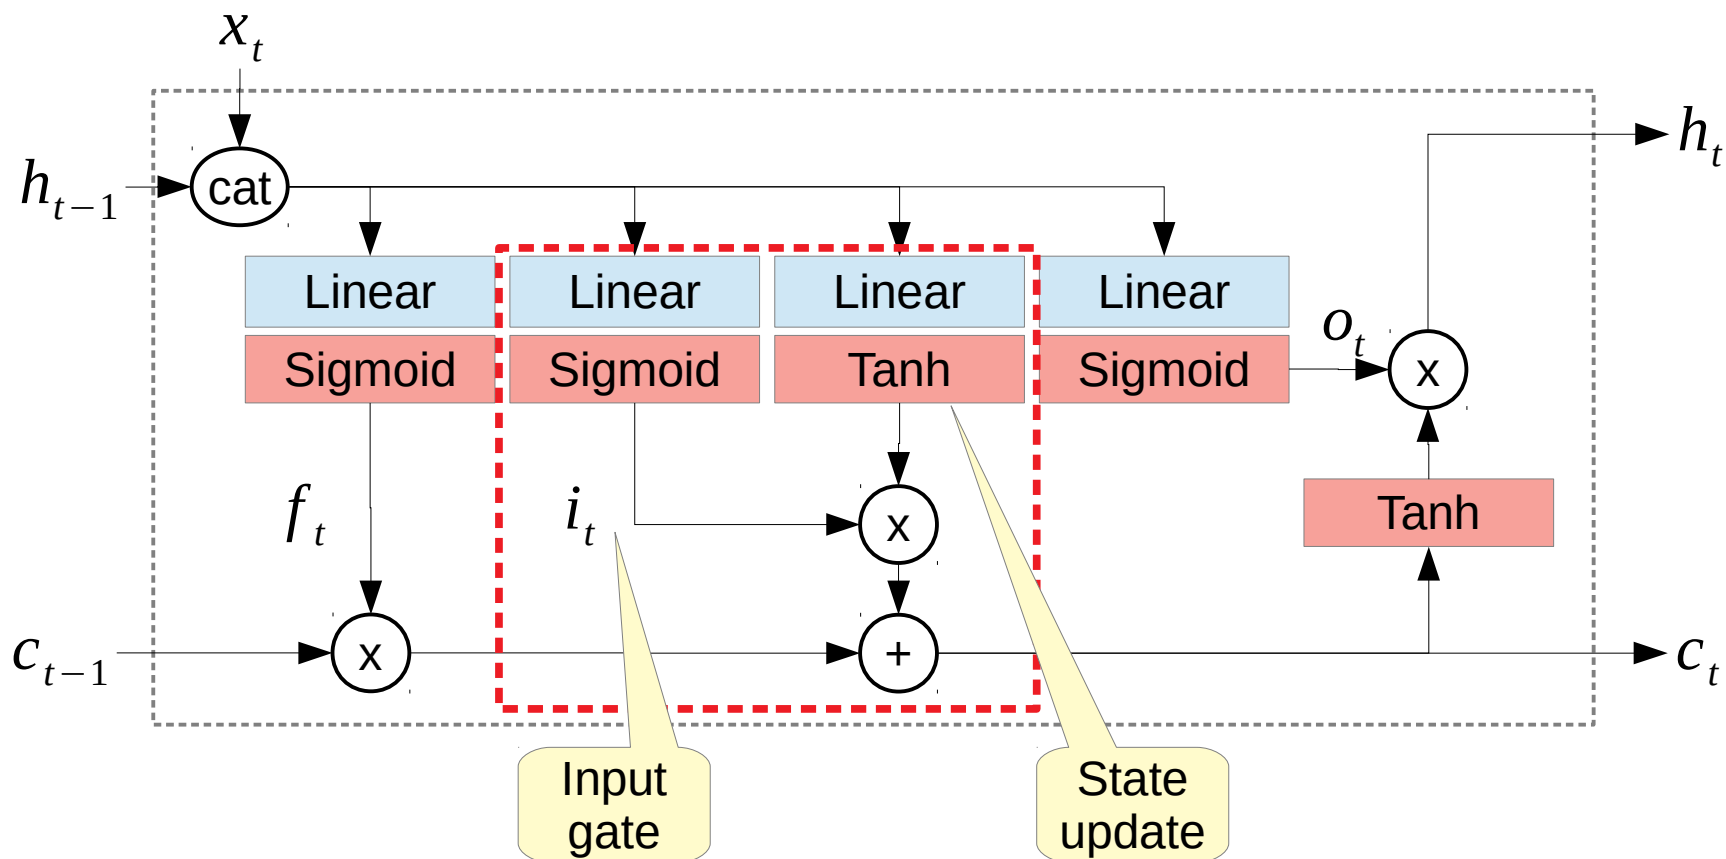 x_t
h_t
h_{t-1}
cat
Linear Linear Linear Linear
Sigmoid Sigmoid Tanh Sigmoid
o_t
x
f_t
i_t
x
Tanh
c_{t-1}
x
+
c_t
Input
gate
State
update